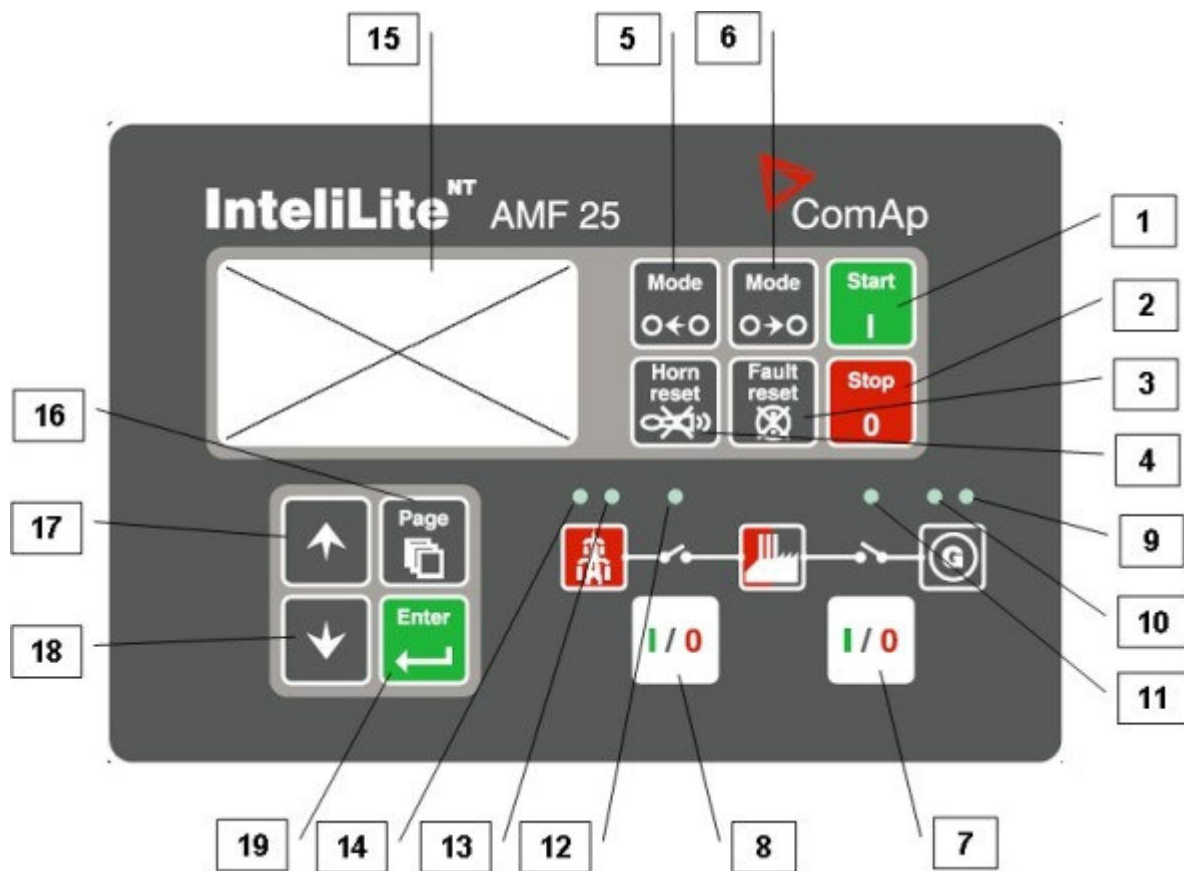 15
5
6
InteliLite NT AMF 25
ComAp
1
Mode
Mode
Start
I
2
Horn
reset
Fault
reset
Stop
0
3
16
4
17
Page
9
G
Enter
10
18
I / 0
I / 0
11
19
14
13
12
8
7